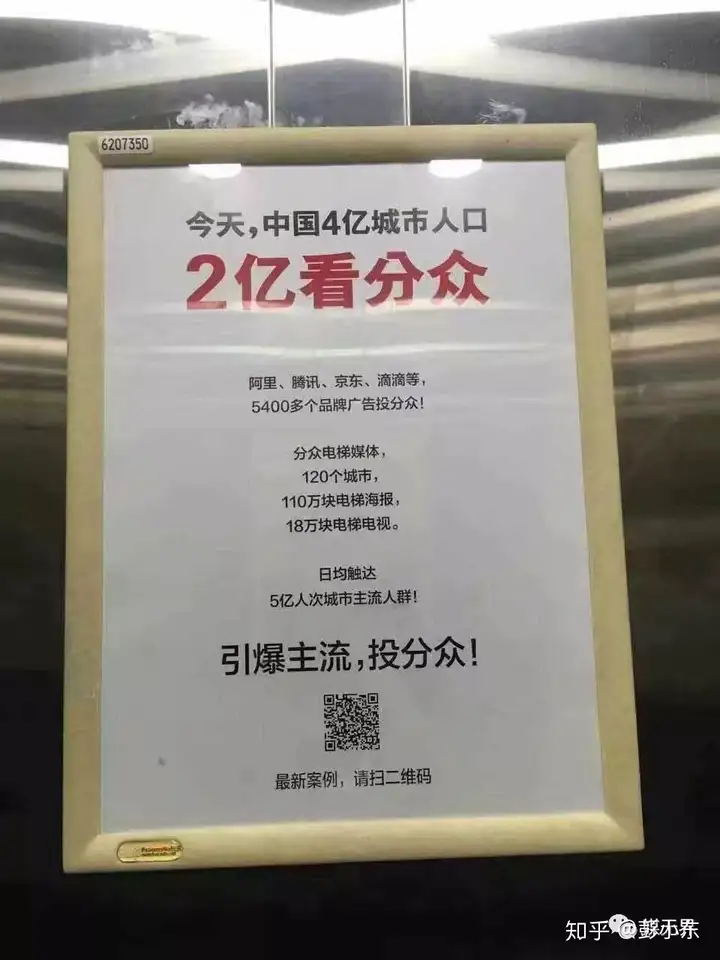 6207350
今天,中国4亿城市人口
2亿看分众
阿里、腾讯、京东、滴滴等,
5400多个品牌广告投分众!
分众电梯媒体,
120个城市,
110万块电梯海报,
18万块电梯电视。
日均触达
5亿人次城市主流人群!
引爆主流,投分众!
最新案例,请扫二维码
知乎 @彭小东